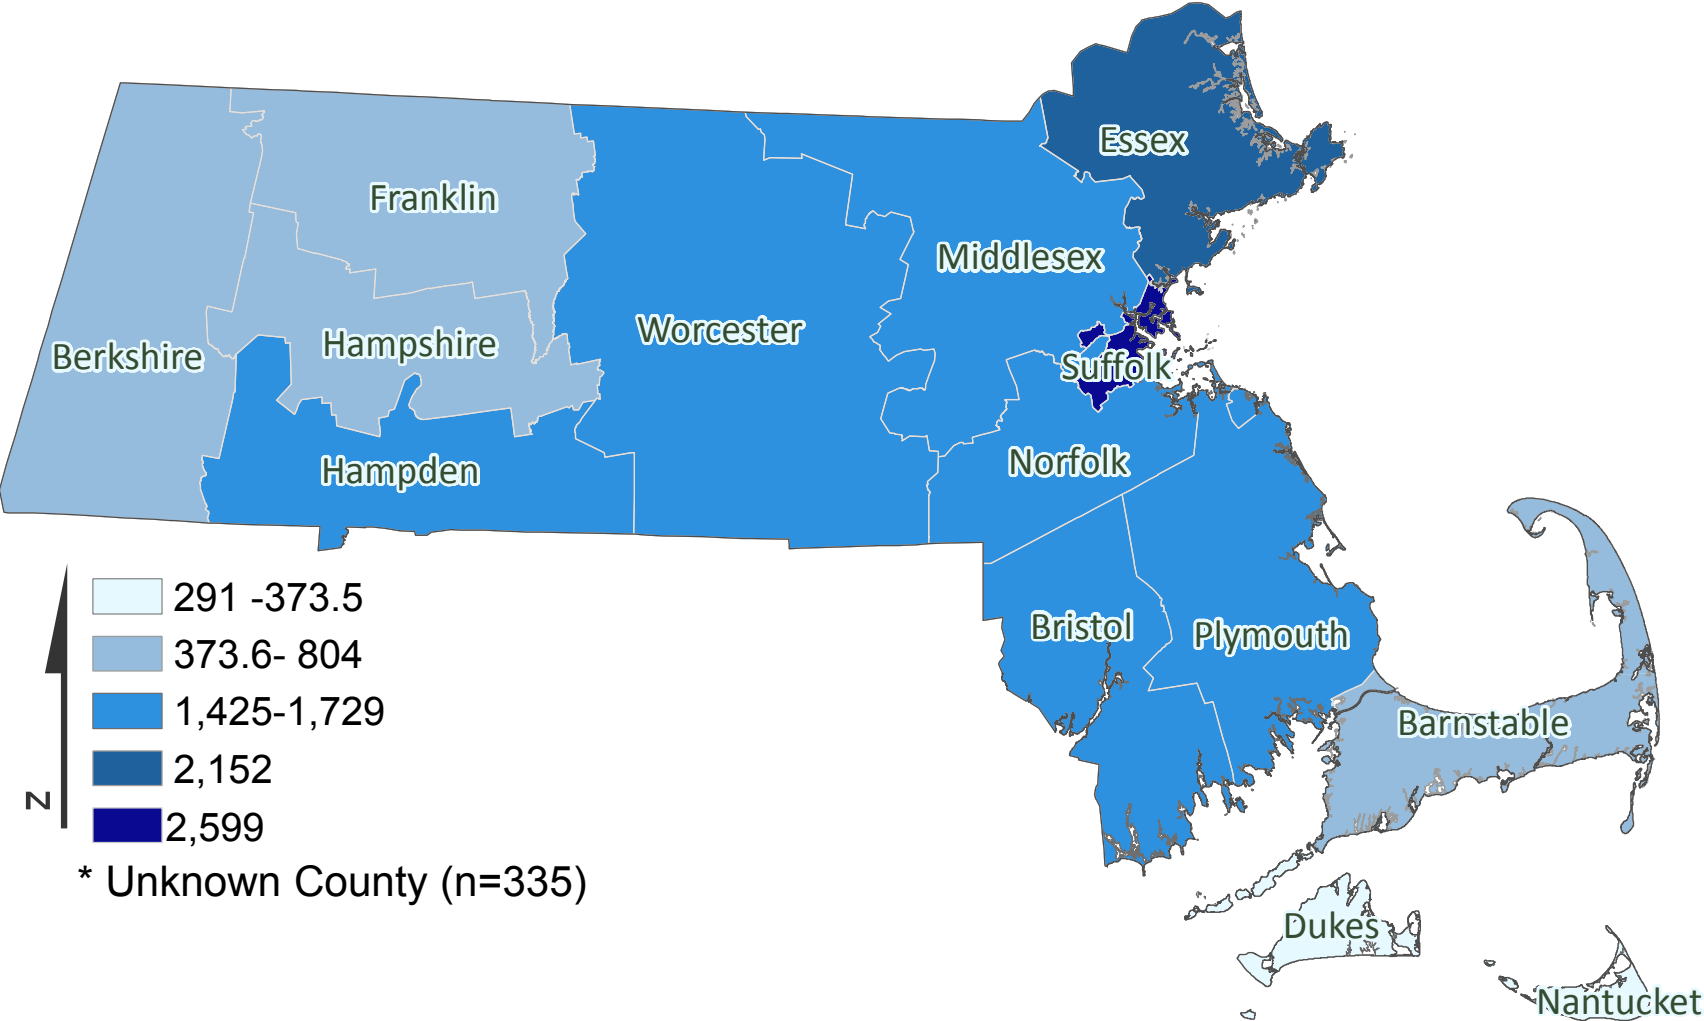 Essex
Franklin
Middlesex
Worcester
Hampshire
Berkshire
Suffolk
Norfolk
Hampden
291 -373.5
373.6- 804
1,425-1,729
2,152
2,599
N
* Unknown County (n=335)
Bristol
Plymouth
Barnstable
Dukes
Nantucket